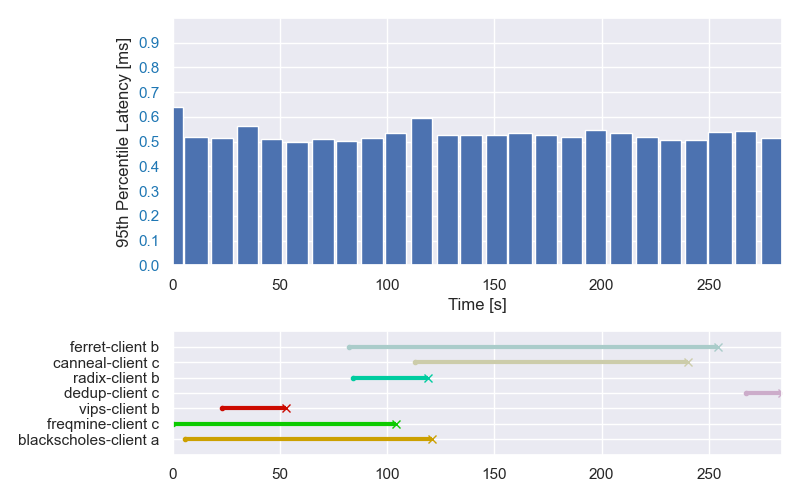 95th Percentile Latency [ms]
0.9
0.8
0.7
0.6
0.5
0.4
0.3
0.2
0.1
0.0
0 50 100 150 200 250
Time [s]
ferret-client b
canneal-client c
radix-client b
dedup-client c
vips-client b
freqmine-client c
blackscholes-client a
0 50 100 150 200 250